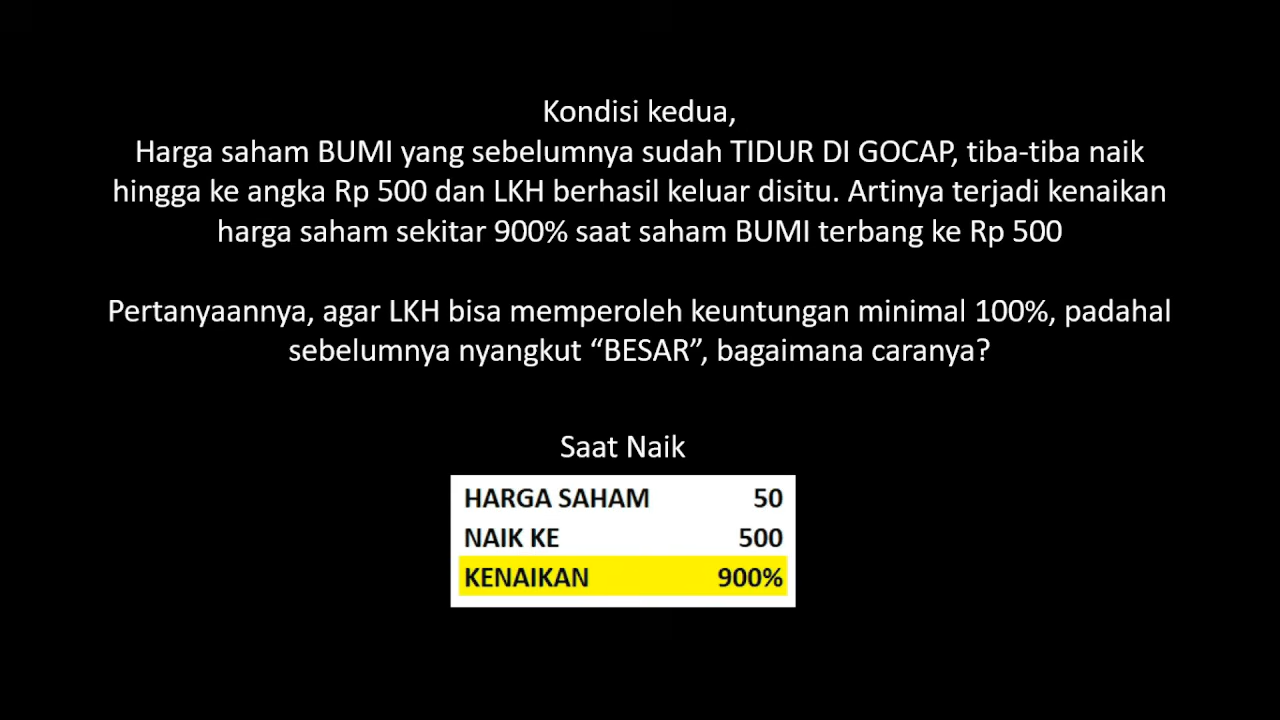 Kondisi kedua,
Harga saham BUMI yang sebelumnya sudah TIDUR DI GOCAP, tiba-tiba naik
hingga ke angka Rp 500 dan LKH berhasil keluar disitu. Artinya terjadi kenaikan
harga saham sekitar 900% saat saham BUMI terbang ke Rp 500
Pertanyaannya, agar LKH bisa memperoleh keuntungan minimal 100%, padahal
sebelumnya nyangkut “BESAR”, bagaimana caranya?
Saat Naik
HARGA SAHAM 50
NAIK KE 500
KENAIKAN 900%